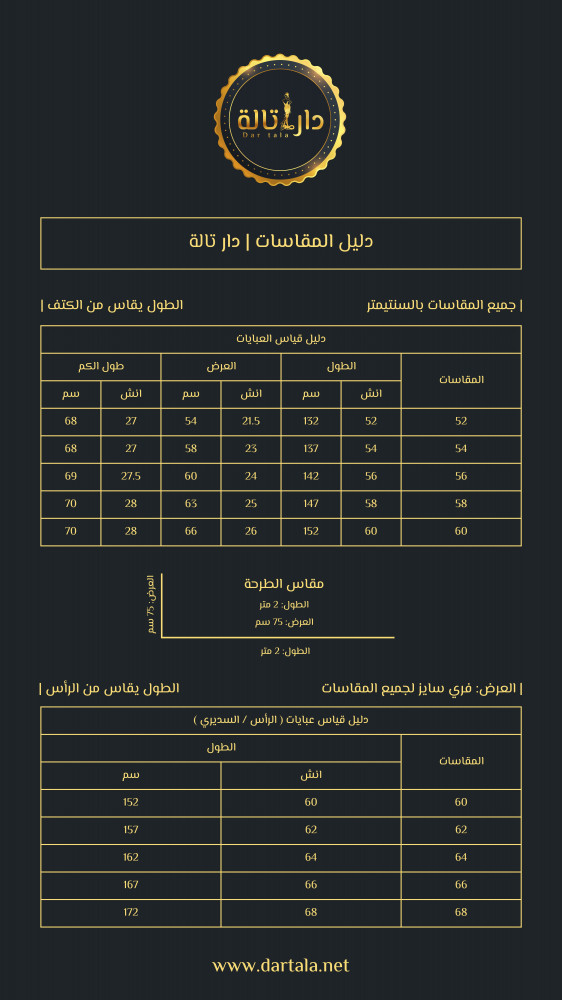 دار تالة
Dar tala
دليل المقاسات | دار تالة
| جميع المقاسات بالسنتيمتر
الطول يقاس من الكتف |
دليل قياس العبايات
المقاسات الطول العرض طول الكم
انش سم انش سم انش سم
52 52 132 21.5 54 27 68
54 54 137 23 58 27 68
56 56 142 24 60 27.5 69
58 58 147 25 63 28 70
60 60 152 26 66 28 70
مقاس الطرحة
الطول: 2 متر
العرض: 75 سم
العرض: 75 سم
الطول: 2 متر
| العرض: فري سايز لجميع المقاسات
الطول يقاس من الرأس |
دليل قياس عبايات ( الرأس / السديري )
المقاسات الطول
انش سم
60 60 152
62 62 157
64 64 162
66 66 167
68 68 172
www.dartala.net